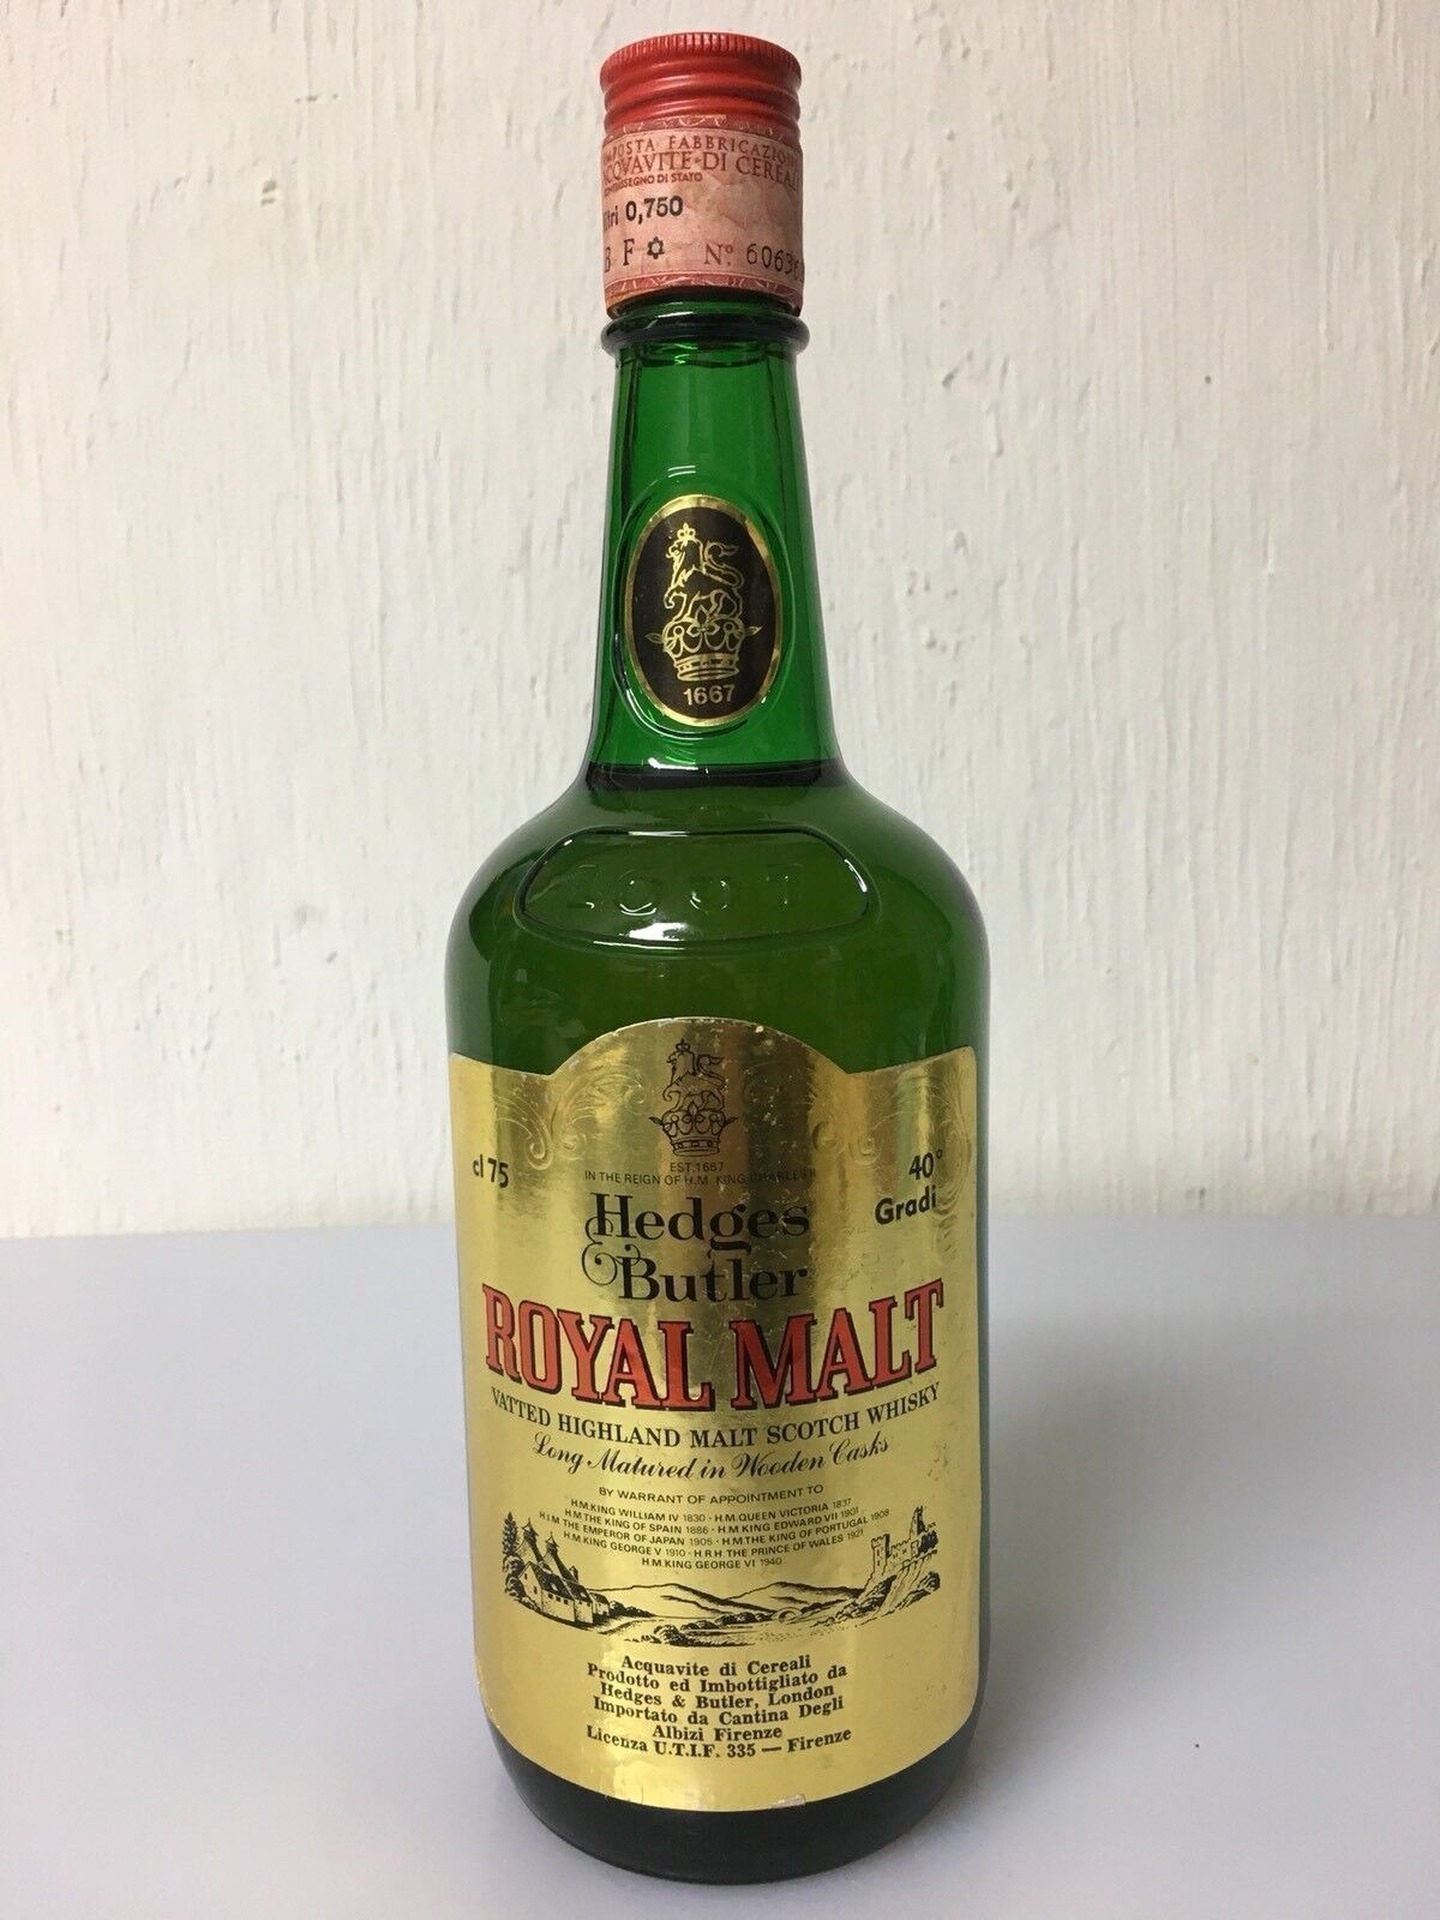 FABBRICAZIO
ACQVAVITE DI CEREALI
DI STATO
0,750
B F Nº 6063
1667
cl 75
40°
Gradi
EST.1667
IN THE REIGN OF H.M. KING CHARLES II
Hedges
& Butler
ROYAL MALT
VATTED HIGHLAND MALT SCOTCH WHISKY
Long Matured in Wooden Casks
BY WARRANT OF APPOINTMENT TO
H.M.KING WILLIAM IV 1830 · H.M.QUEEN VICTORIA 1837
H.M.THE KING OF SPAIN 1886 · H.M KING EDWARD VII 1901
H.I.M. THE EMPEROR OF JAPAN 1905 · H.M THE KING OF PORTUGAL 1908
H.M.KING GEORGE V 1910 · H.R.H. THE PRINCE OF WALES 1921
H.M.KING GEORGE VI 1940
Acquavite di Cereali
Prodotto ed Imbottigliato da
Hedges & Butler, London
Importato da Cantina Degli
Albizi Firenze
Licenza U.T.I.F. 335 — Firenze